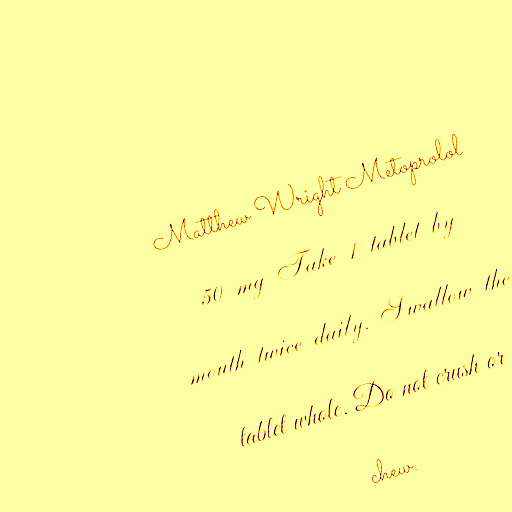 Matthew Wright Metoprolol
50 mg Take 1 tablet by
mouth twice daily. Swallow the
tablet whole. Do not crush or
chew.